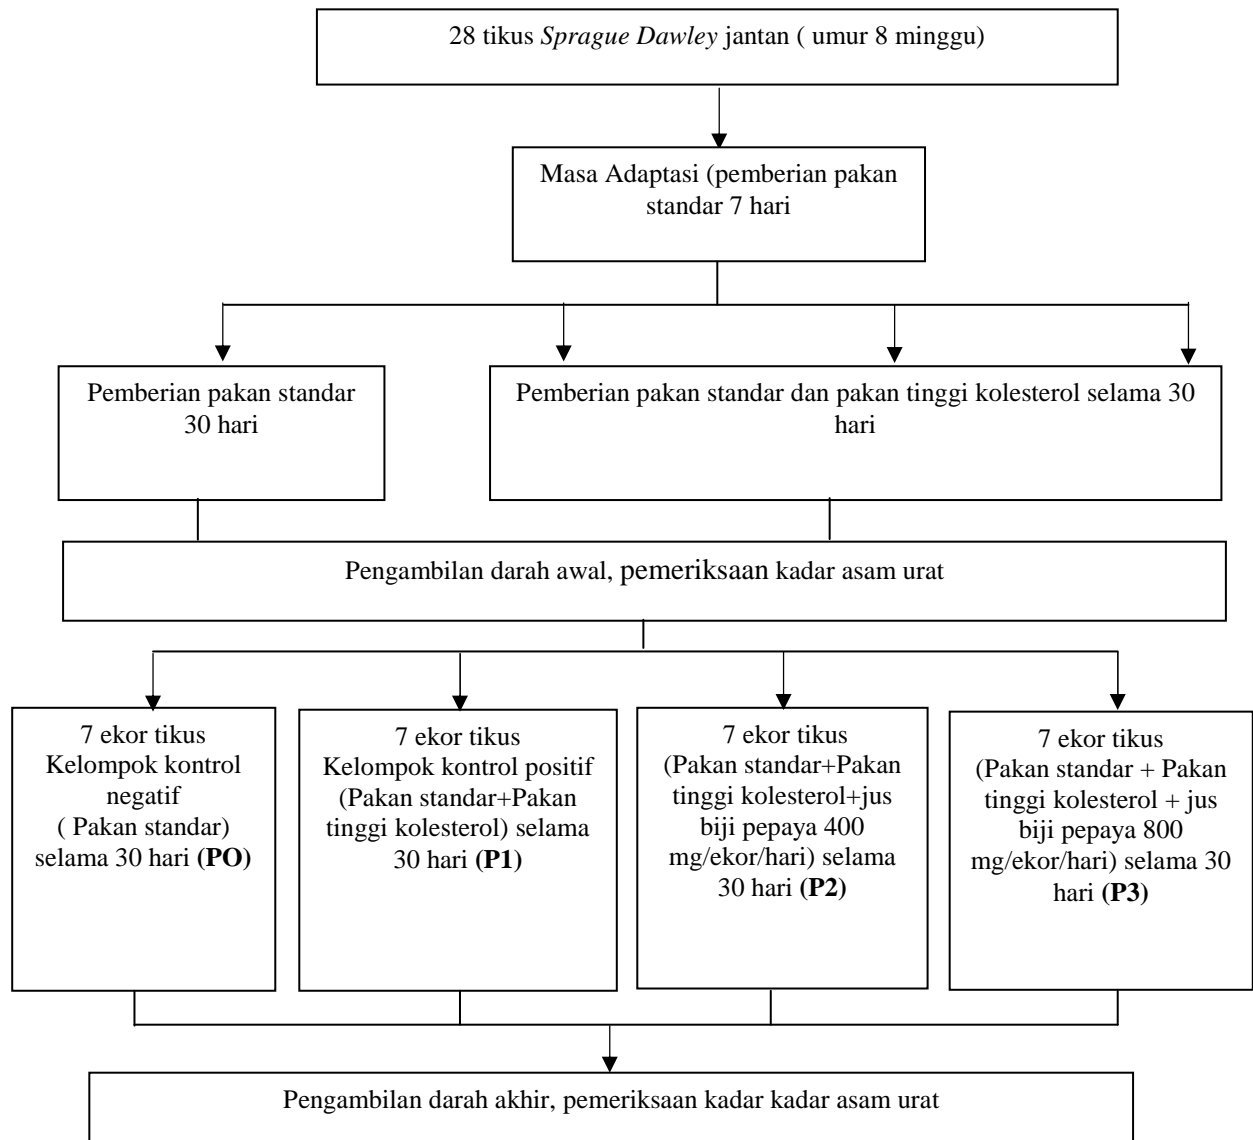 28 tikus Sprague Dawley jantan ( umur 8 minggu)
Masa Adaptasi (pemberian pakan
standar 7 hari
Pemberian pakan standar
30 hari
Pemberian pakan standar dan pakan tinggi kolesterol selama 30
hari
Pengambilan darah awal, pemeriksaan kadar asam urat
7 ekor tikus
Kelompok kontrol
negatif
( Pakan standar)
selama 30 hari (PO)
7 ekor tikus
Kelompok kontrol positif
(Pakan standar+Pakan
tinggi kolesterol) selama
30 hari (P1)
7 ekor tikus
(Pakan standar+Pakan
tinggi kolesterol+jus
biji pepaya 400
mg/ekor/hari) selama
30 hari (P2)
7 ekor tikus
(Pakan standar + Pakan
tinggi kolesterol + jus
biji pepaya 800
mg/ekor/hari) selama 30
hari (P3)
Pengambilan darah akhir, pemeriksaan kadar kadar asam urat